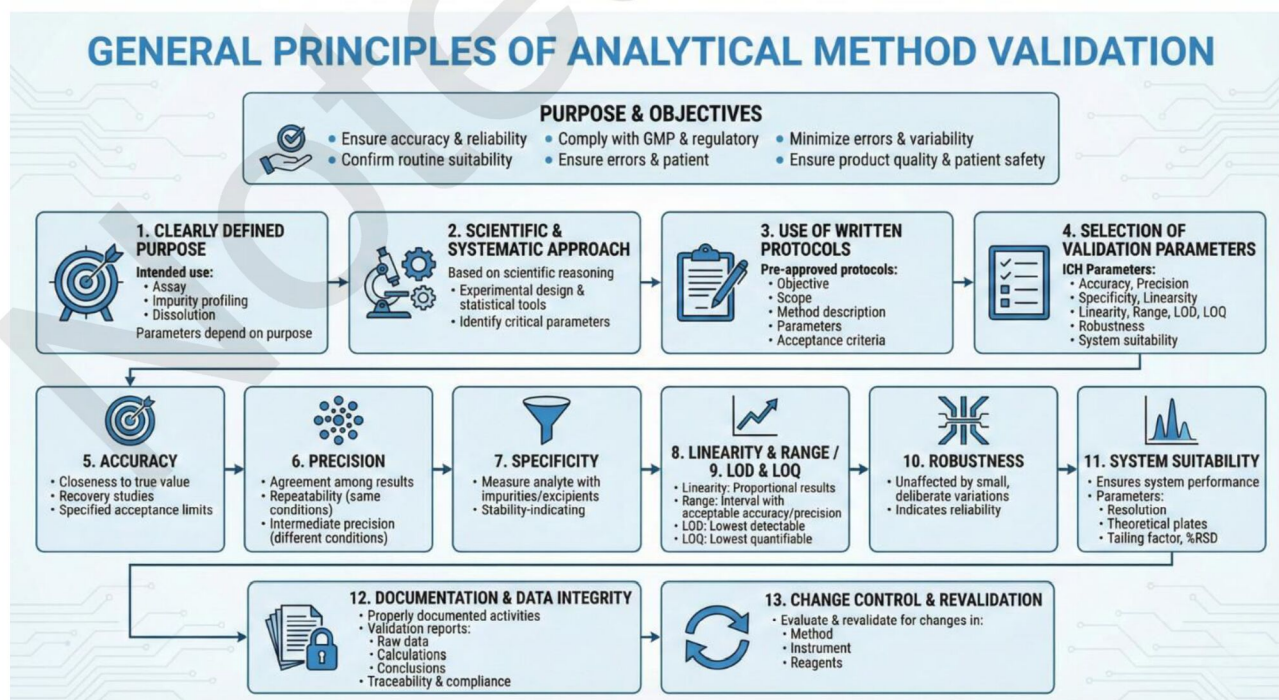 Note
GENERAL PRINCIPLES OF ANALYTICAL METHOD VALIDATION
PURPOSE & OBJECTIVES
• Ensure accuracy & reliability • Comply with GMP & regulatory • Minimize errors & variability
• Confirm routine suitability • Ensure errors & patient • Ensure product quality & patient safety
1. CLEARLY DEFINED
PURPOSE
Intended use:
• Assay
• Impurity profiling
• Dissolution
Parameters depend on purpose
2. SCIENTIFIC &
SYSTEMATIC APPROACH
Based on scientific reasoning
• Experimental design &
statistical tools
• Identify critical parameters
3. USE OF WRITTEN
PROTOCOLS
Pre-approved protocols:
• Objective
• Scope
• Method description
• Parameters
• Acceptance criteria
4. SELECTION OF
VALIDATION PARAMETERS
ICH Parameters:
• Accuracy, Precision
• Specificity, Linearsity
• Linearity, Range, LOD, LOQ
• Robustness
• System suitability
5. ACCURACY
• Closeness to true value
• Recovery studies
• Specified acceptance limits
6. PRECISION
• Agreement among results
• Repeatability (same
conditions)
• Intermediate precision
(different conditions)
7. SPECIFICITY
• Measure analyte with
impurities/excipients
• Stability-indicating
8. LINEARITY & RANGE /
9. LOD & LOQ
• Linearity: Proportional results
• Range: Interval with
acceptable accuracy/precision
• LOD: Lowest detectable
• LOQ: Lowest quantifiable
10. ROBUSTNESS
• Unaffected by small,
deliberate variations
• Indicates reliability
11. SYSTEM SUITABILITY
• Ensures system performance
• Parameters:
• Resolution
• Theoretical plates
• Tailing factor, %RSD
12. DOCUMENTATION & DATA INTEGRITY
• Properly documented activities
• Validation reports:
• Raw data
• Calculations
• Conclusions
• Traceability & compliance
13. CHANGE CONTROL & REVALIDATION
• Evaluate & revalidate for changes in:
• Method
• Instrument
• Reagents